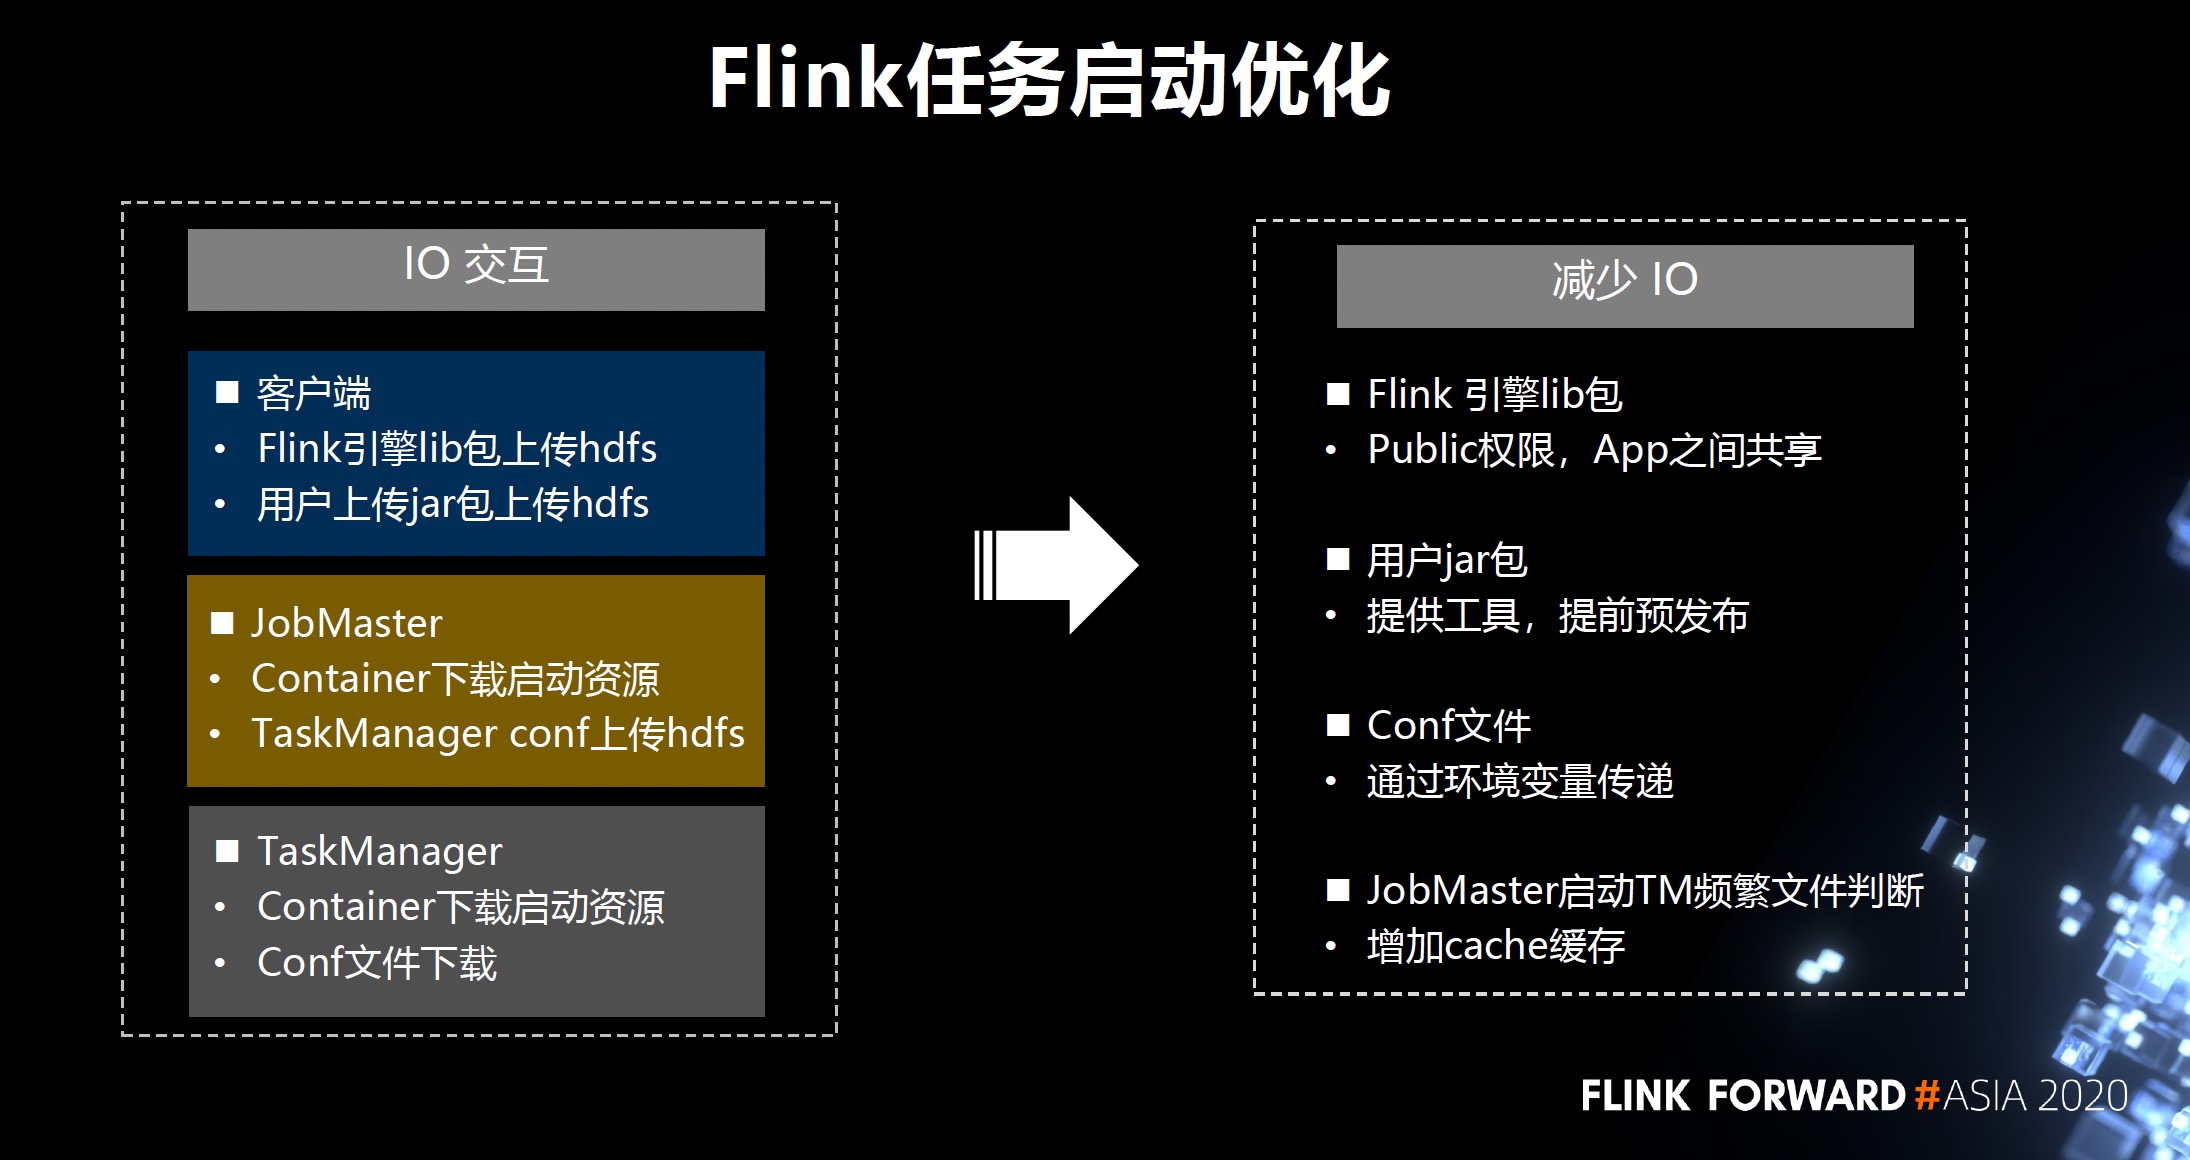 Flink任务启动优化
IO 交互
■ 客户端
• Flink引擎lib包上传hdfs
• 用户上传jar包上传hdfs
■ JobMaster
• Container下载启动资源
• TaskManager conf上传hdfs
■ TaskManager
• Container下载启动资源
• Conf文件下载
减少 IO
■ Flink 引擎lib包
• Public权限，App之间共享
■ 用户jar包
• 提供工具，提前预发布
■ Conf文件
• 通过环境变量传递
■ JobMaster启动TM频繁文件判断
• 增加cache缓存
FLINK FORWARD #ASIA 2020